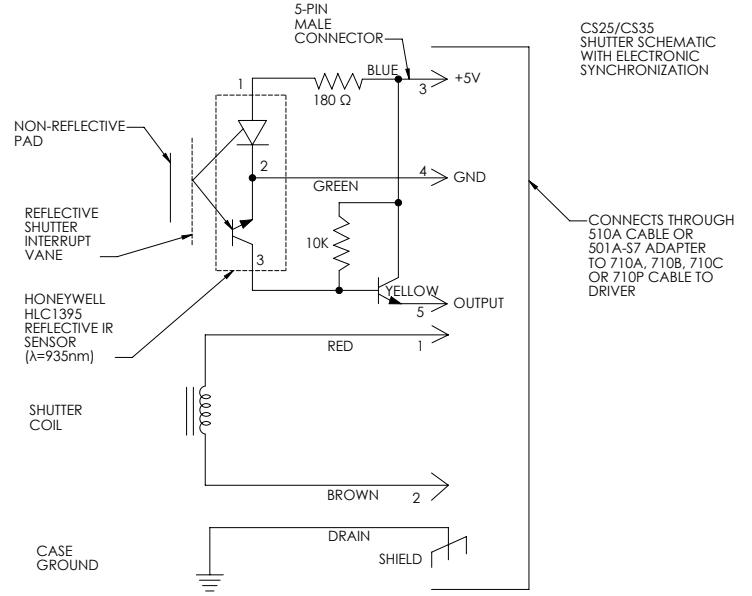 5-PIN
MALE
CONNECTOR
CS25/CS35
SHUTTER SCHEMATIC
WITH ELECTRONIC
SYNCHRONIZATION
1
180 Ω
BLUE
3
+5V
NON-REFLECTIVE
PAD
2
GREEN
4
GND
REFLECTIVE
SHUTTER
INTERRUPT
VANE
10K
3
CONNECTS THROUGH
510A CABLE OR
501A-S7 ADAPTER
TO 710A, 710B, 710C
OR 710P CABLE TO
DRIVER
YELLOW
5
OUTPUT
HONEYWELL
HLC1395
REFLECTIVE IR
SENSOR
(λ=935nm)
RED
1
SHUTTER
COIL
BROWN
2
DRAIN
CASE
GROUND
SHIELD